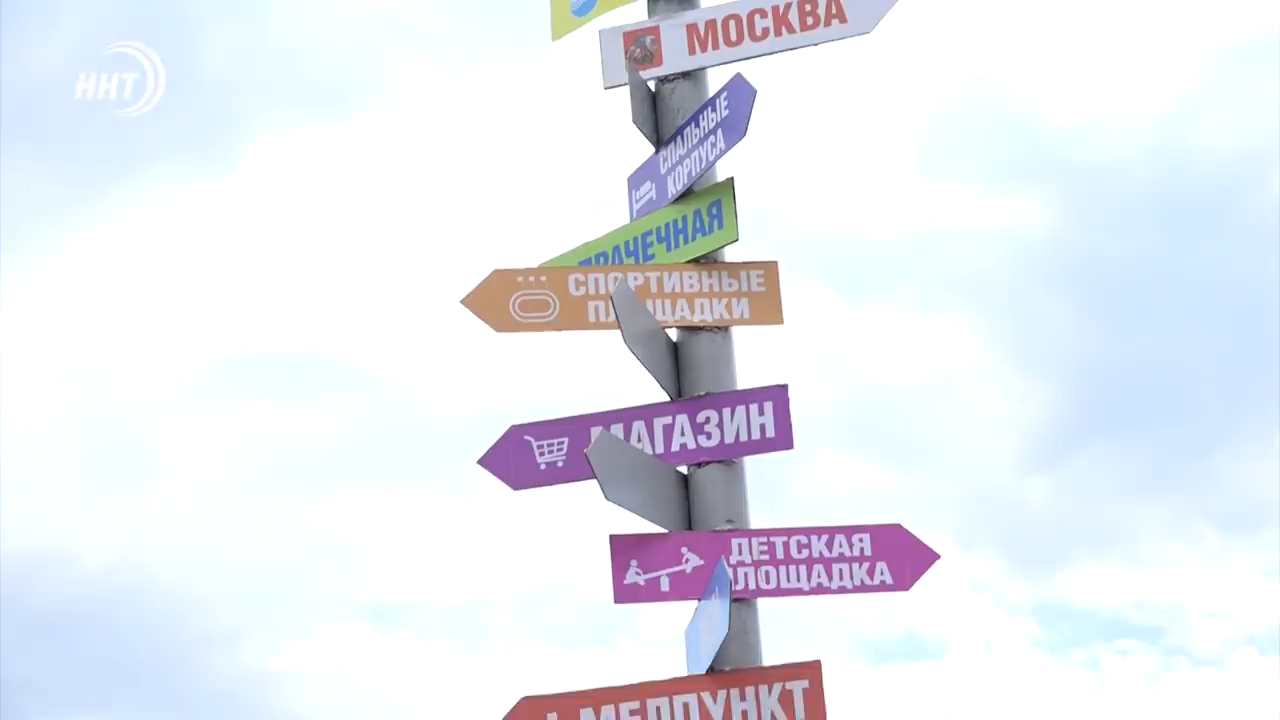 ННТ
МОСКВА
СПАЛЬНЫЕ
КОРПУСА
ПРАЧЕЧНАЯ
СПОРТИВНЫЕ
ПЛОЩАДКИ
МАГАЗИН
ДЕТСКАЯ
ПЛОЩАДКА
МЕДПУНКТ